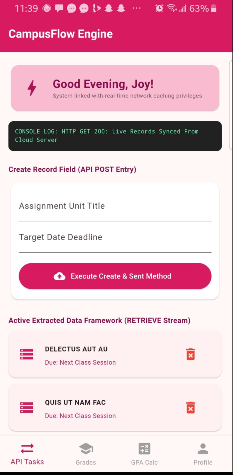 11:39
63%
CampusFlow Engine
Good Evening, Joy!
System linked with real-time network caching privileges
CONSOLE LOG: HTTP GET 200: Live Records Synced From
Cloud Server
Create Record Field (API POST Entry)
Assignment Unit Title
Target Date Deadline
Execute Create & Sent Method
Active Extracted Data Framework (RETRIEVE Stream)
DELECTUS AUT AU
Due: Next Class Session
QUIS UT NAM FAC
Due: Next Class Session
API Tasks
Grades
GPA Calc
Profile